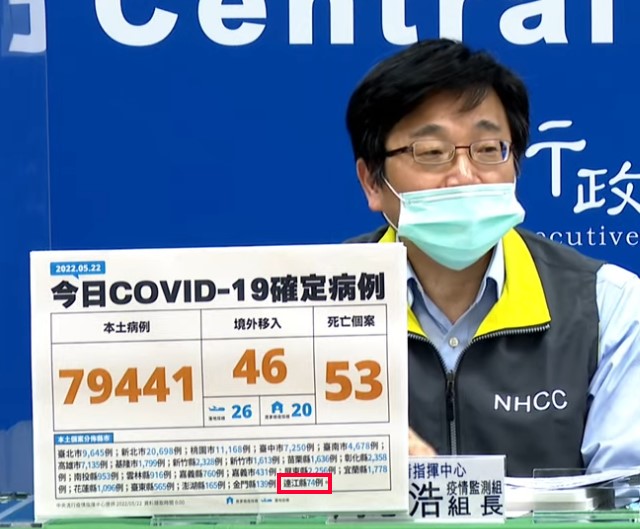 Central
行政
ecutive
NHCC
2022.05.22
今日COVID-19確定病例
本土病例 境外移入 死亡個案
79441 46 53
26 20
本土個案分佈縣市
臺北市9,645例; 新北市20,698例; 桃園市11,168例; 臺中市7,250例; 臺南市4,678例;
高雄市7,135例; 基隆市1,799例; 新竹縣2,328例; 新竹市1,613例; 苗栗縣1,636例; 彰化縣2,358
例; 南投縣953例; 雲林縣916例; 嘉義縣760例; 嘉義市431例; 屏東縣2,256例; 宜蘭縣1,778
例; 花蓮縣1,096例; 臺東縣565例; 澎湖縣165例; 金門縣139例; 連江縣74例。
指揮中心
疫情監測組
浩 組長